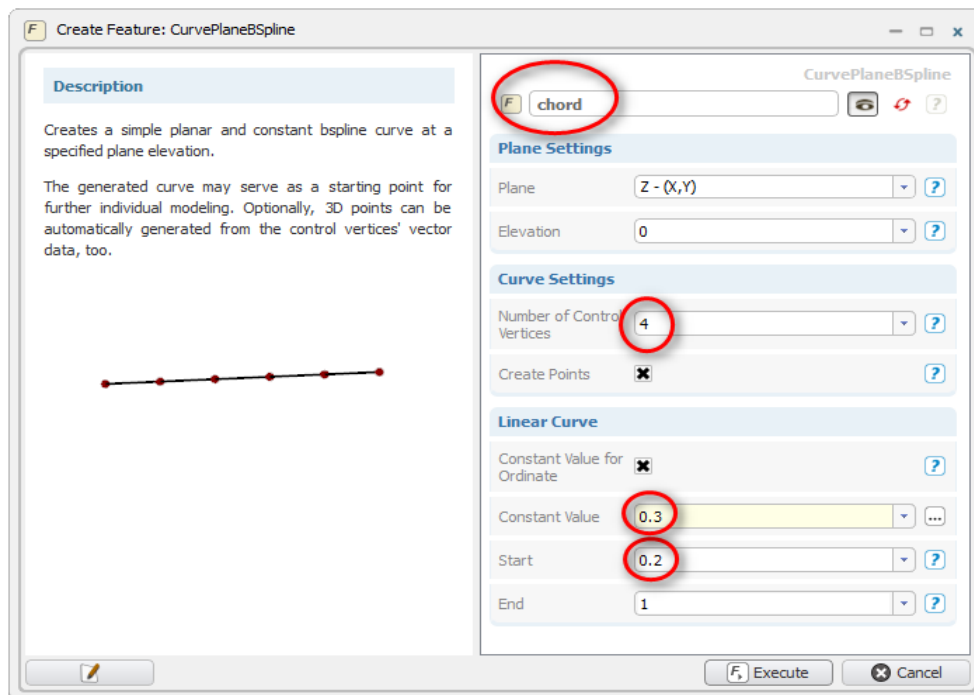 Create Feature: CurvePlaneBSpline
Description
Creates a simple planar and constant bspline curve at a
specified plane elevation.
The generated curve may serve as a starting point for
further individual modeling. Optionally, 3D points can be
automatically generated from the control vertices' vector
data, too.
CurvePlaneBSpline
F chord ?
Plane Settings
Plane Z - (X,Y) ?
Elevation 0 ?
Curve Settings
Number of Control
Vertices 4 ?
Create Points ?
Linear Curve
Constant Value for
Ordinate ?
Constant Value 0.3 ...
Start 0.2 ?
End 1 ?
Execute Cancel